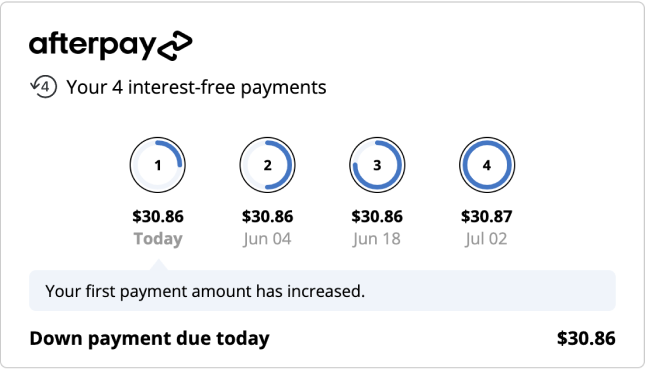 afterpay
4 Your 4 interest-free payments
1 2 3 4
$30.86 $30.86 $30.86 $30.87
Today Jun 04 Jun 18 Jul 02
Your first payment amount has increased.
Down payment due today $30.86